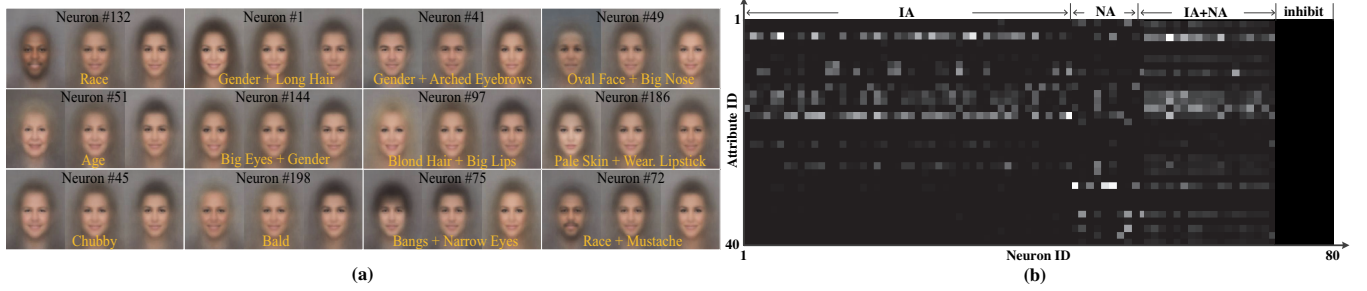 Neuron #132
Neuron #1
Neuron #41
Neuron #49
Race
Gender + Long Hair
Gender + Arched Eyebrows
Oval Face + Big Nose
Neuron #51
Neuron #144
Neuron #97
Neuron #186
Age
Big Eyes + Gender
Blond Hair + Big Lips
Pale Skin + Wear. Lipstick
Neuron #45
Neuron #198
Neuron #75
Neuron #72
Chubby
Bald
Bangs + Narrow Eyes
Race + Mustache
(a)
IA
NA
IA+NA
inhibit
1
Attribute ID
40
1
Neuron ID
80
(b)